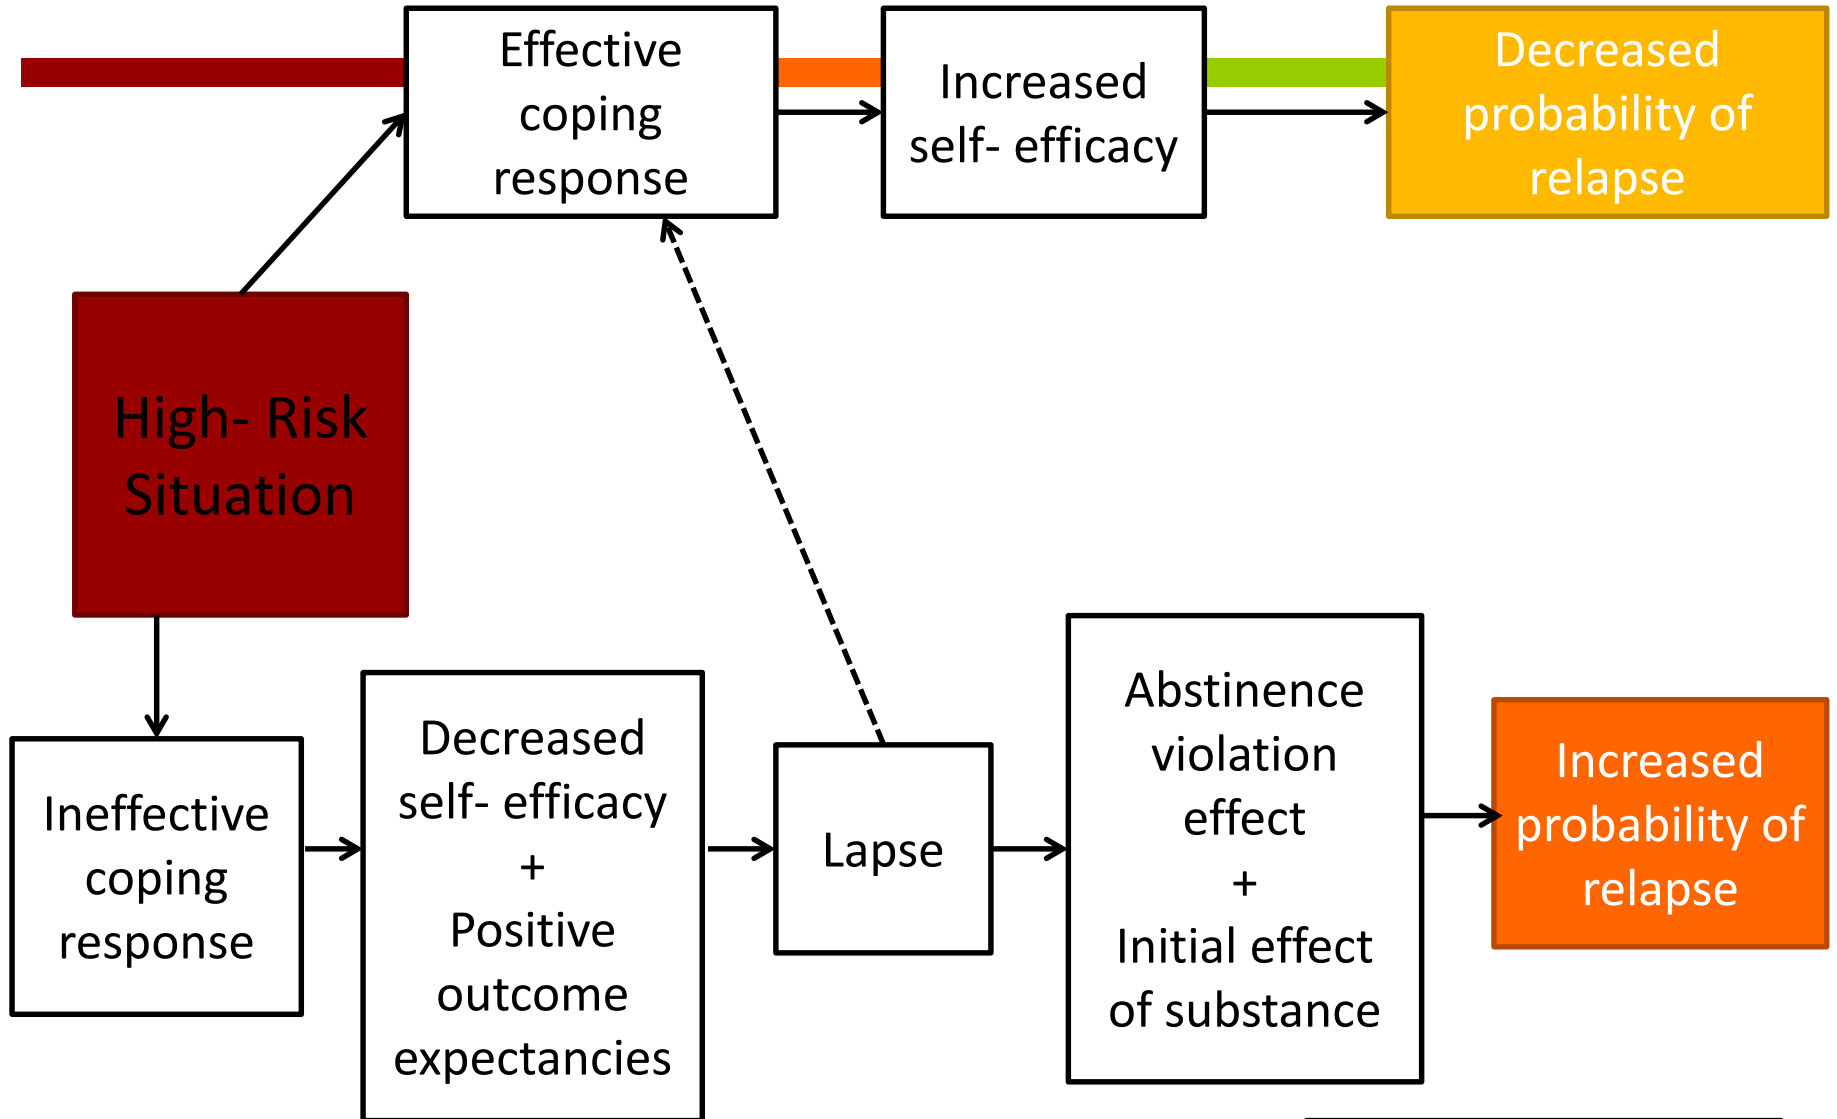 Effective
coping
response
Increased
self- efficacy
Decreased
probability of
relapse
High- Risk
Situation
Ineffective
coping
response
Decreased
self- efficacy
+
Positive
outcome
expectancies
Lapse
Abstinence
violation
effect
+
Initial effect
of substance
Increased
probability of
relapse